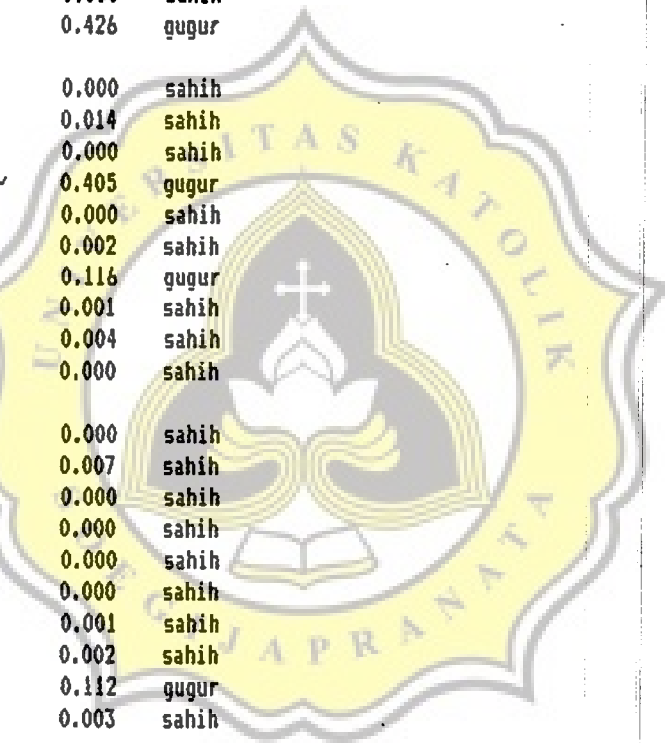 0.426 gugur
0.000 sahih
0.014 sahih
0.000 sahih
0.405 gugur
0.000 sahih
0.002 sahih
0.116 gugur
0.001 sahih
0.004 sahih
0.000 sahih
0.000 sahih
0.007 sahih
0.000 sahih
0.000 sahih
0.000 sahih
0.000 sahih
0.001 sahih
0.002 sahih
0.112 gugur
0.003 sahih
KATOLIK